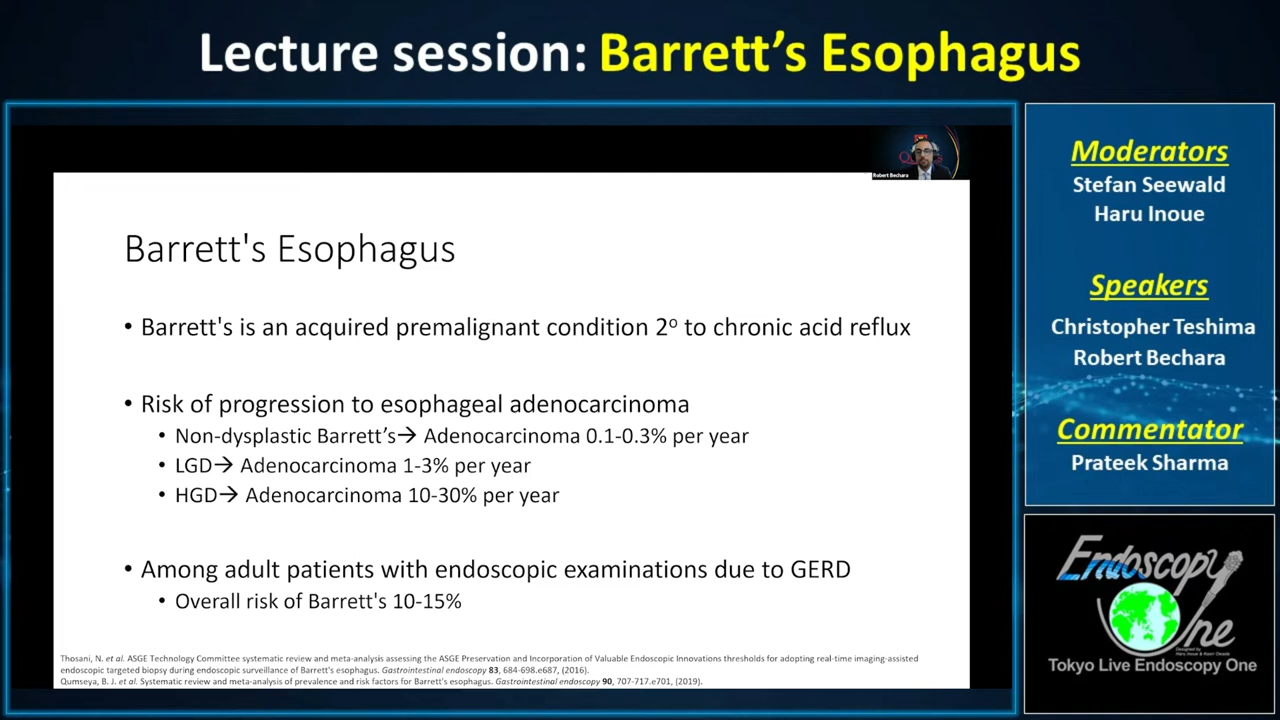 Lecture session: Barrett's Esophagus
Robert Bechara
Barrett's Esophagus
• Barrett's is an acquired premalignant condition 2º to chronic acid reflux
• Risk of progression to esophageal adenocarcinoma
• Non-dysplastic Barrett's→ Adenocarcinoma 0.1-0.3% per year
• LGD→ Adenocarcinoma 1-3% per year
• HGD→ Adenocarcinoma 10-30% per year
• Among adult patients with endoscopic examinations due to GERD
• Overall risk of Barrett's 10-15%
Thosani, N. et al. ASGE Technology Committee systematic review and meta-analysis assessing the ASGE Preservation and Incorporation of Valuable Endoscopic Innovations thresholds for adopting real-time imaging-assisted
endoscopic targeted biopsy during endoscopic surveillance of Barrett's esophagus. Gastrointestinal endoscopy 83, 684-698.e687, (2016).
Qumseya, B. J. et al. Systematic review and meta-analysis of prevalence and risk factors for Barrett's esophagus. Gastrointestinal endoscopy 90, 707-717.e701, (2019).
Moderators
Stefan Seewald
Haru Inoue
Speakers
Christopher Teshima
Robert Bechara
Commentator
Prateek Sharma
Endoscopy
One
Tokyo Live Endoscopy One